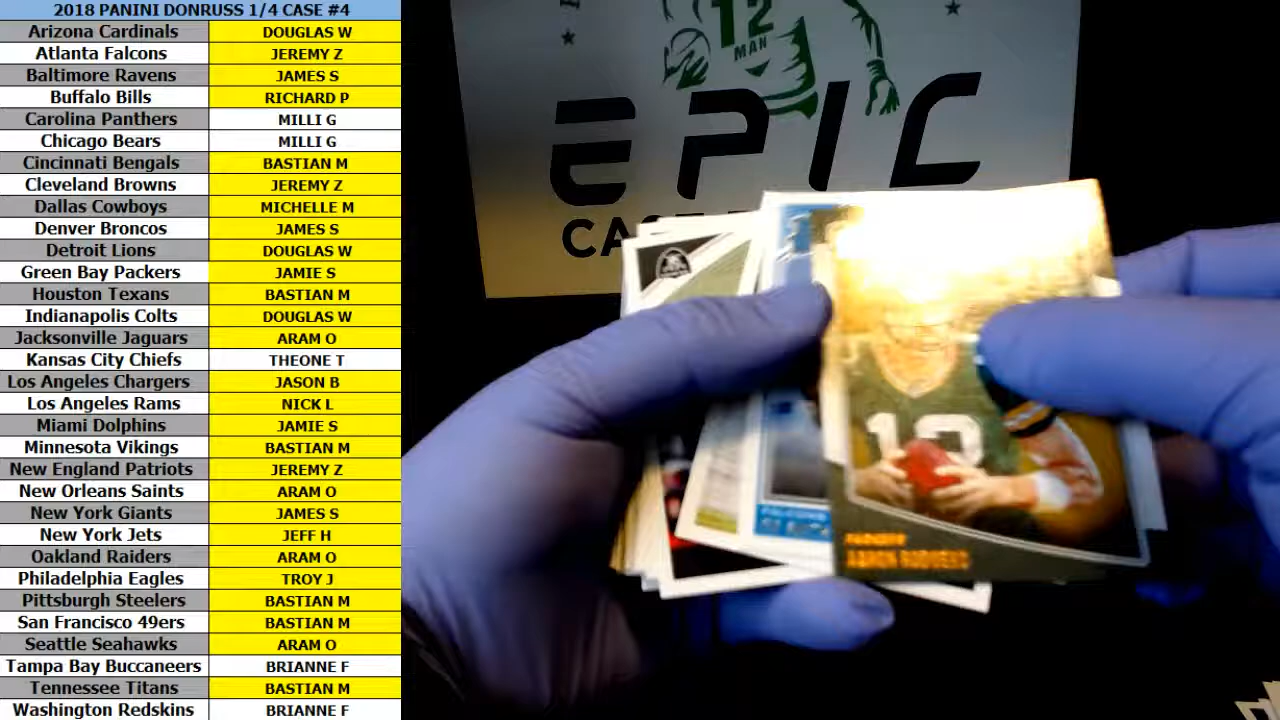 2018 PANINI DONRUSS 1/4 CASE #4
Arizona Cardinals DOUGLAS W
Atlanta Falcons JEREMY Z
Baltimore Ravens JAMES S
Buffalo Bills RICHARD P
Carolina Panthers MILLI G
Chicago Bears MILLI G
Cincinnati Bengals BASTIAN M
Cleveland Browns JEREMY Z
Dallas Cowboys MICHELLE M
Denver Broncos JAMES S
Detroit Lions DOUGLAS W
Green Bay Packers JAMIE S
Houston Texans BASTIAN M
Indianapolis Colts DOUGLAS W
Jacksonville Jaguars ARAM O
Kansas City Chiefs THEONE T
Los Angeles Chargers JASON B
Los Angeles Rams NICK L
Miami Dolphins JAMIE S
Minnesota Vikings BASTIAN M
New England Patriots JEREMY Z
New Orleans Saints ARAM O
New York Giants JAMES S
New York Jets JEFF H
Oakland Raiders ARAM O
Philadelphia Eagles TROY J
Pittsburgh Steelers BASTIAN M
San Francisco 49ers BASTIAN M
Seattle Seahawks ARAM O
Tampa Bay Buccaneers BRIANNE F
Tennessee Titans BASTIAN M
Washington Redskins BRIANNE F
12
MAN
EPIC
12
AARON RODGERS